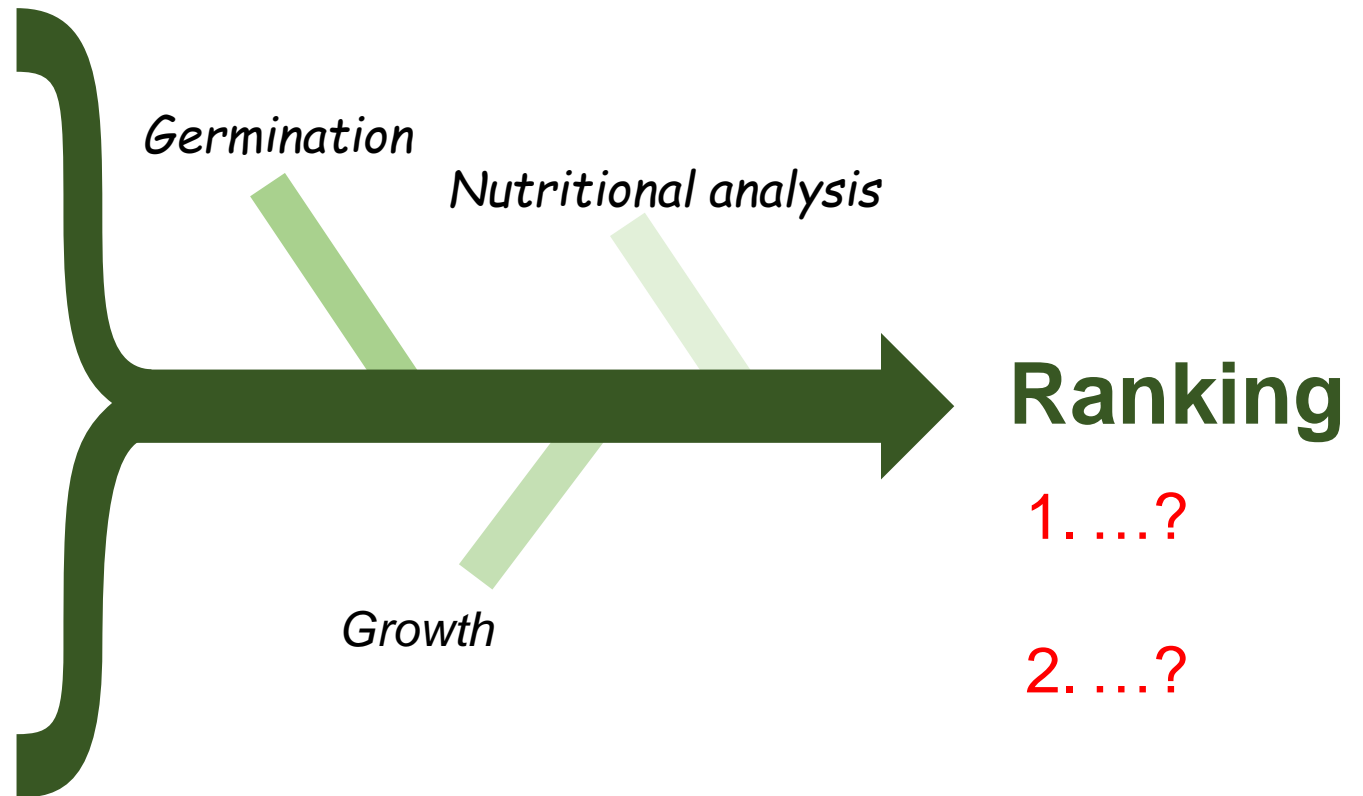 Germination
Nutritional analysis
Ranking
1. ...?
Growth
2. ...?